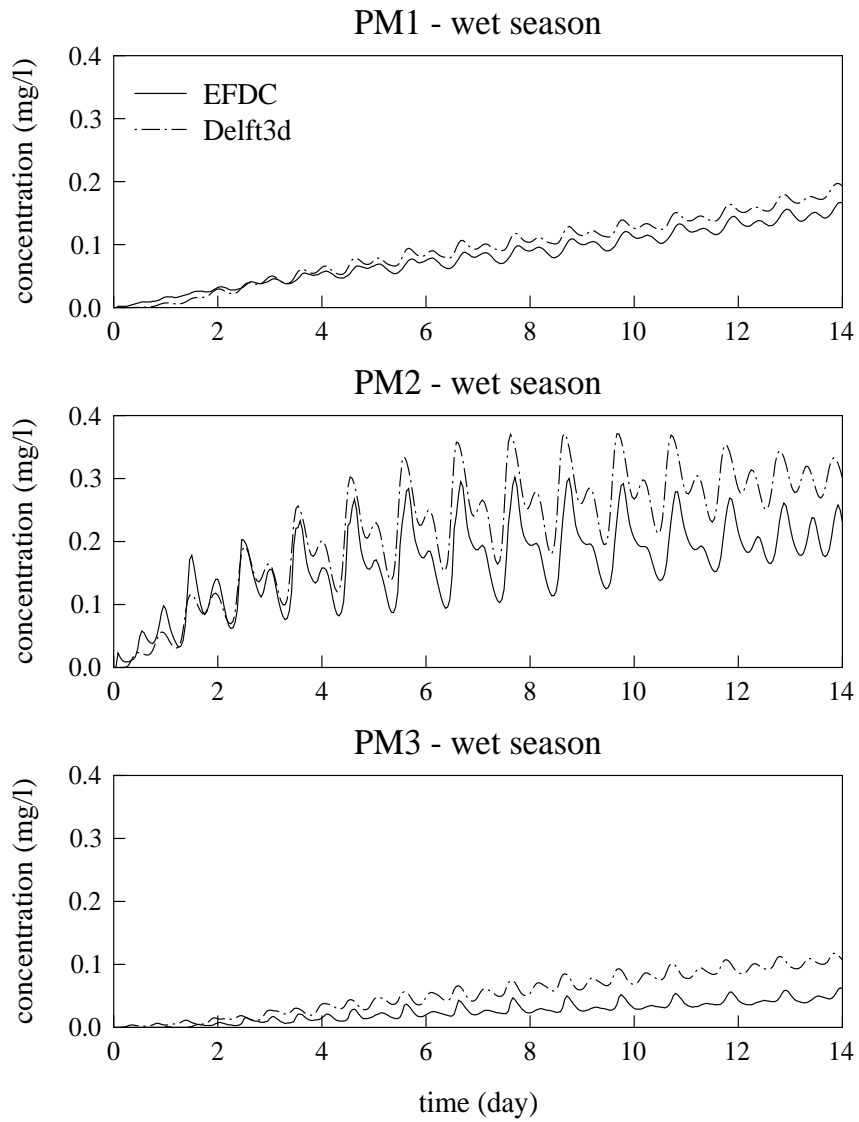 PM1 - wet season
0.4
0.3
0.2
0.1
0.0
concentration (mg/l)
EFDC
Delft3d
0 2 4 6 8 10 12 14
PM2 - wet season
0.4
0.3
0.2
0.1
0.0
concentration (mg/l)
0 2 4 6 8 10 12 14
PM3 - wet season
0.4
0.3
0.2
0.1
0.0
concentration (mg/l)
0 2 4 6 8 10 12 14
time (day)